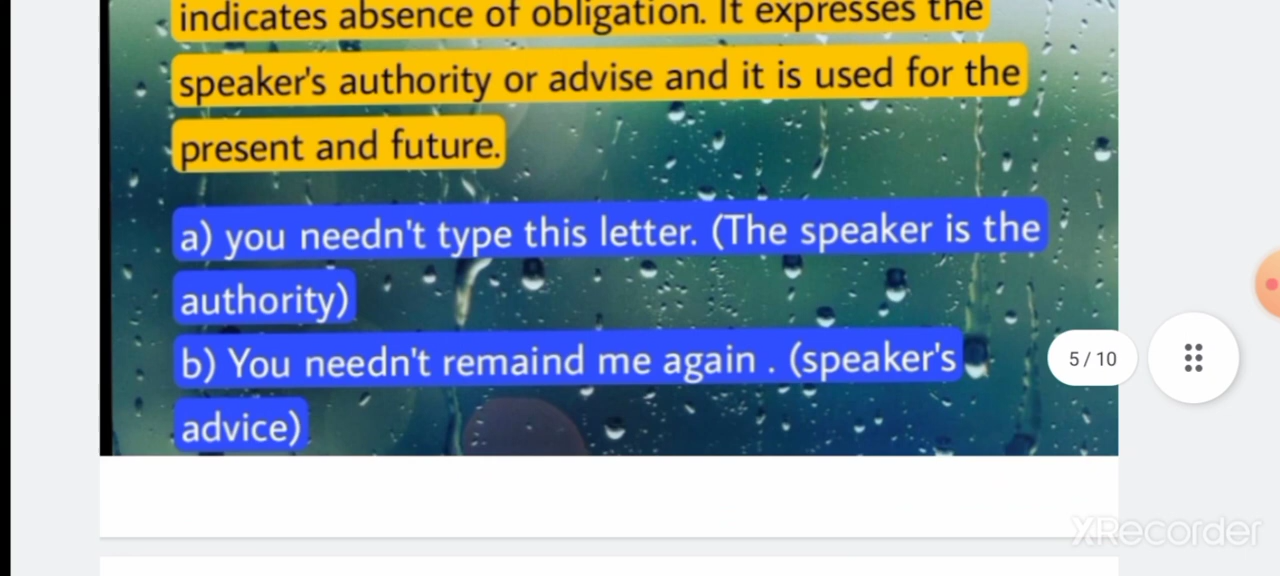 indicates absence of obligation. It expresses the
speaker's authority or advise and it is used for the
present and future.
a) you needn't type this letter. (The speaker is the
authority)
b) You needn't remaind me again . (speaker's
advice)
5 / 10
XRecorder